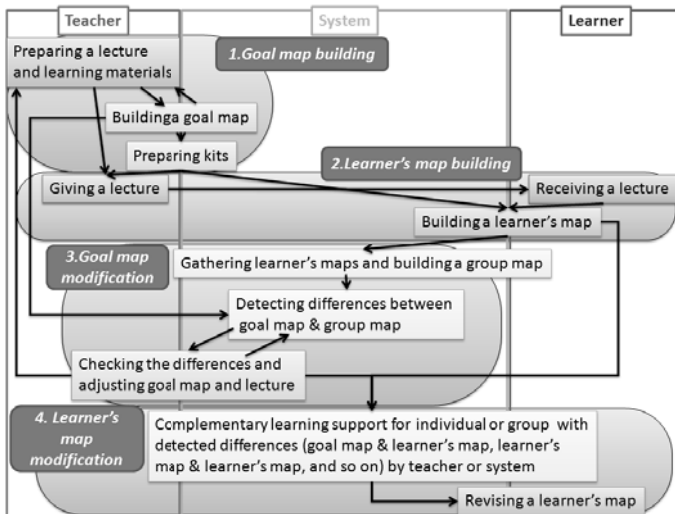 Teacher
System
Learner
Preparing a lecture
and learning materials
1.Goal map building
Buildinga goal map
Preparing kits
2.Learner's map building
Giving a lecture
Receiving a lecture
Building a learner's map
3.Goal map
modification
Gathering learner's maps and building a group map
Detecting differences between
goal map & group map
Checking the differences and
adjusting goal map and lecture
4. Learner's
map
modification
Complementary learning support for individual or group with
detected differences (goal map & learner's map, learner's
map & learner's map, and so on) by teacher or system
Revising a learner's map